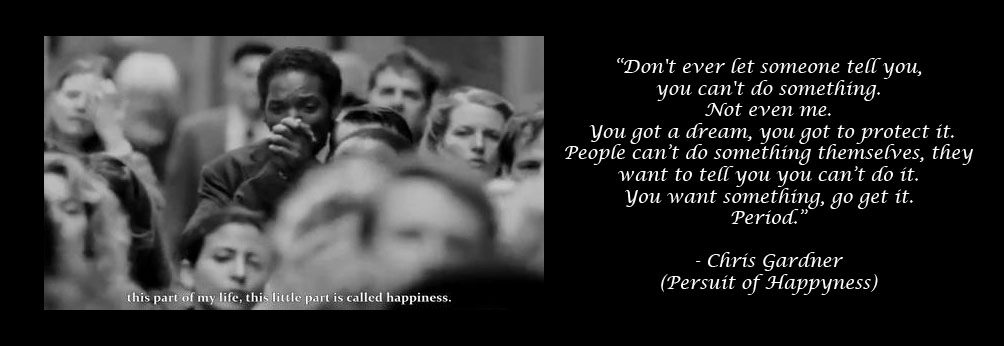 this part of my life, this little part is called happiness.
“Don't ever let someone tell you,
you can't do something.
Not even me.
You got a dream, you got to protect it.
People can't do something themselves, they
want to tell you you can't do it.
You want something, go get it.
Period.”
- Chris Gardner
(Persuit of Happyness)